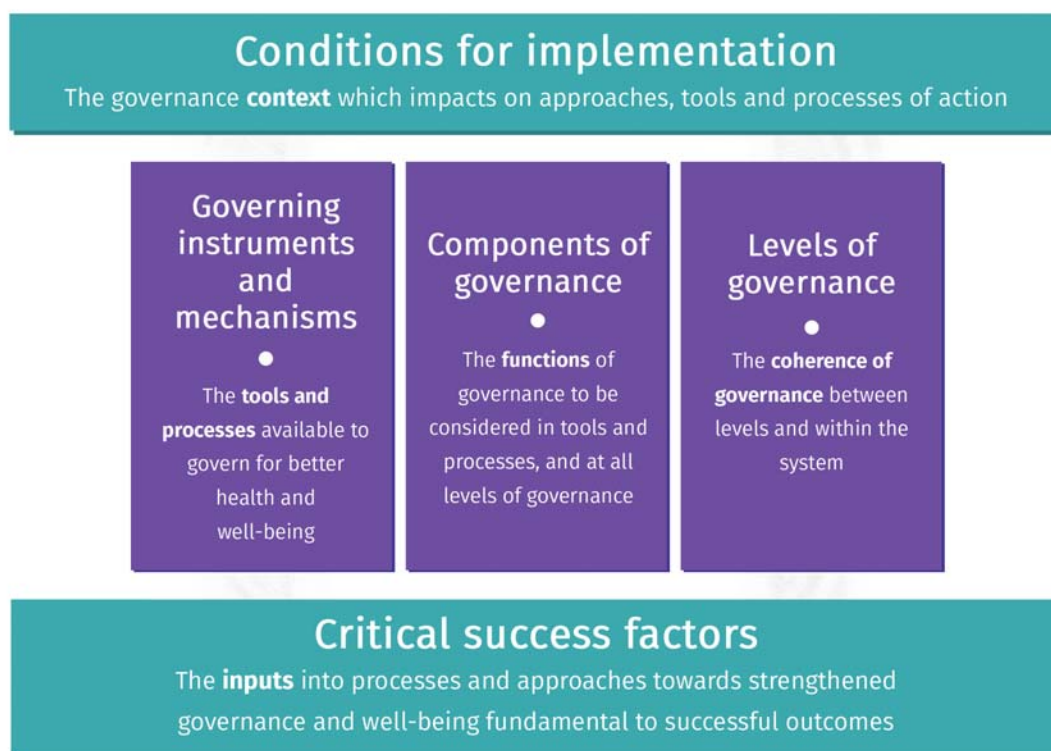 Conditions for implementation
The governance context which impacts on approaches, tools and processes of action
Governing
instruments
and
mechanisms
The tools and
processes available to
govern for better
health and
well-being
Components of
governance
The functions of
governance to be
considered in tools and
processes, and at all
levels of governance
Levels of
governance
The coherence of
governance between
levels and within the
system
Critical success factors
The inputs into processes and approaches towards strengthened
governance and well-being fundamental to successful outcomes